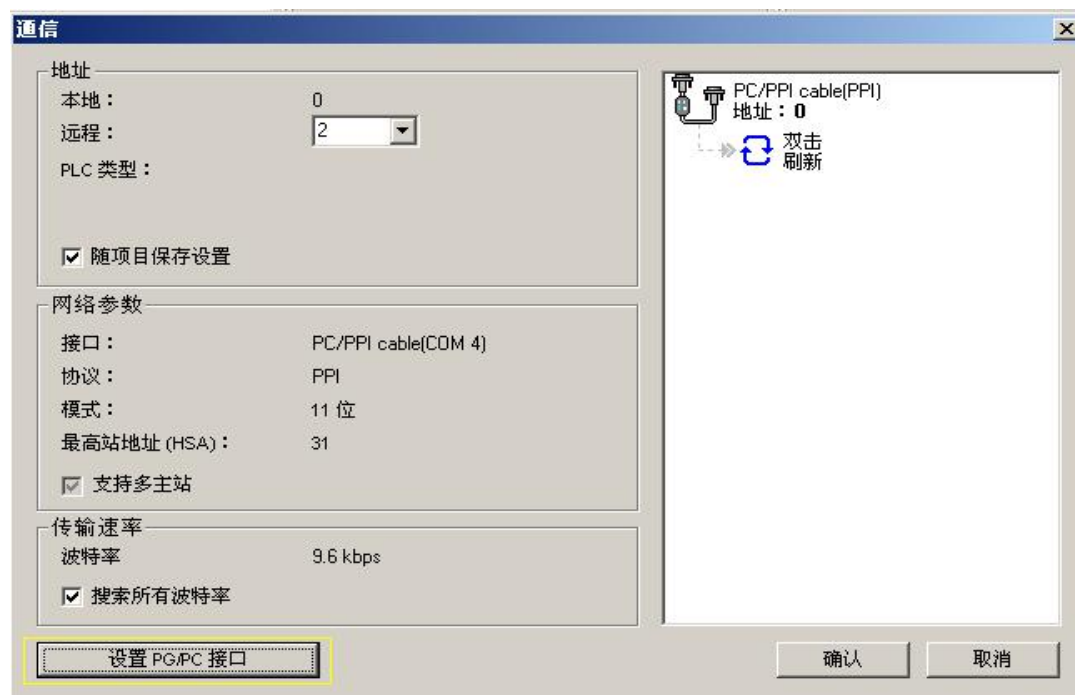 通信
地址
本地： 0
远程： 2
PLC 类型：
随项目保存设置
网络参数
接口： PC/PPI cable(COM 4)
协议： PPI
模式： 11 位
最高站地址 (HSA)： 31
支持多主站
传输速率
波特率 9.6 kbps
搜索所有波特率
设置 PG/PC 接口
PC/PPI cable(PPI)
地址：0
双击
刷新
确认
取消